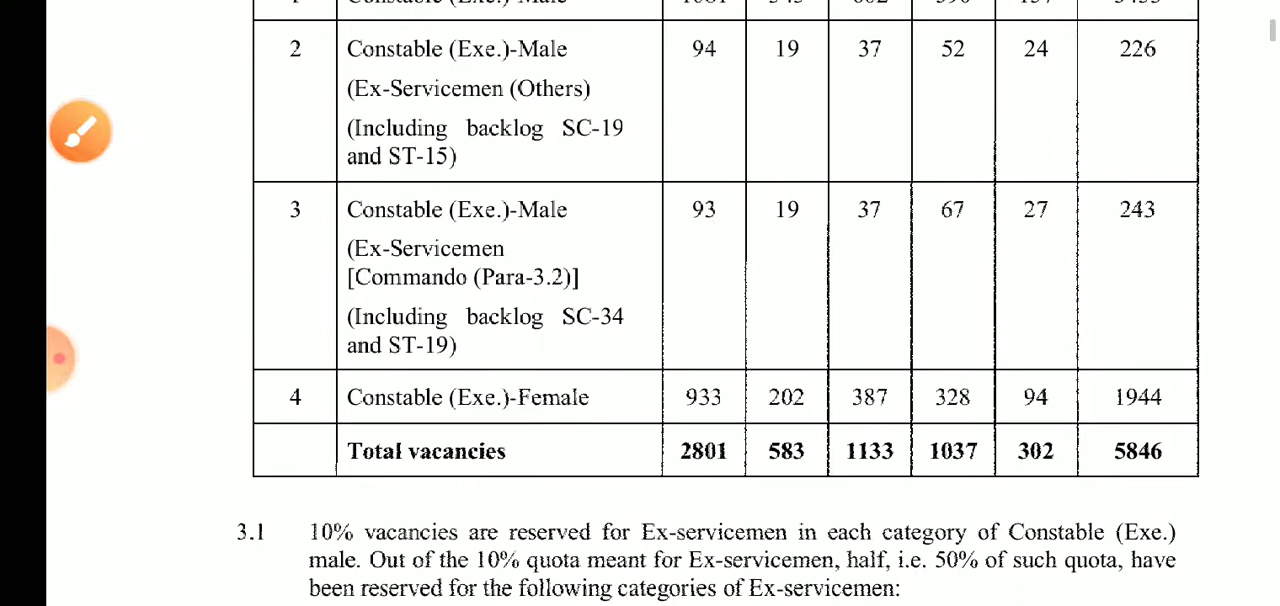 Constable (Exe.)-Male
2 Constable (Exe.)-Male 94 19 37 52 24 226
(Ex-Servicemen (Others)
(Including backlog SC-19
and ST-15)
3 Constable (Exe.)-Male 93 19 37 67 27 243
(Ex-Servicemen
[Commando (Para-3.2)]
(Including backlog SC-34
and ST-19)
4 Constable (Exe.)-Female 933 202 387 328 94 1944
Total vacancies 2801 583 1133 1037 302 5846
3.1 10% vacancies are reserved for Ex-servicemen in each category of Constable (Exe.)
male. Out of the 10% quota meant for Ex-servicemen, half, i.e. 50% of such quota, have
been reserved for the following categories of Ex-servicemen: